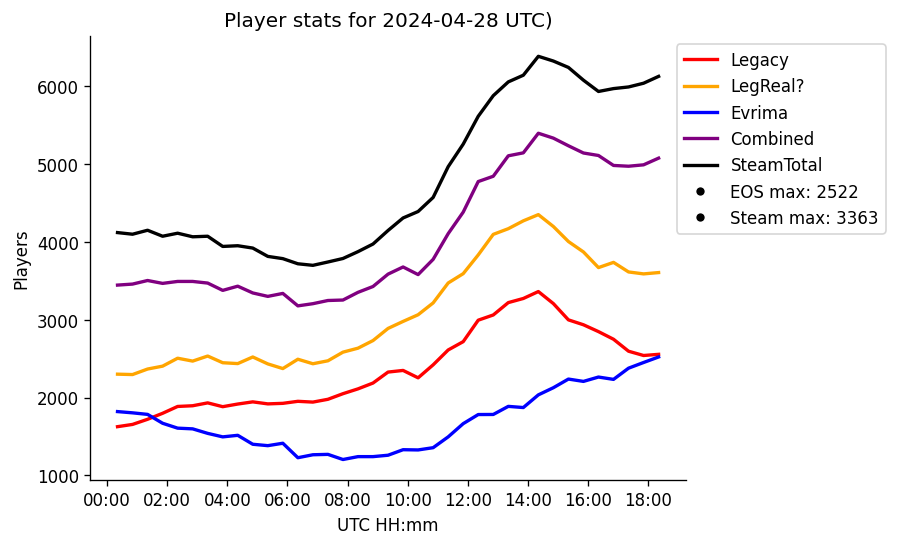 Player stats for 2024-04-28 UTC)
Players
6000
5000
4000
3000
2000
1000
00:00 02:00 04:00 06:00 08:00 10:00 12:00 14:00 16:00 18:00
UTC HH:mm
Legacy
LegReal?
Evrima
Combined
SteamTotal
EOS max: 2522
Steam max: 3363